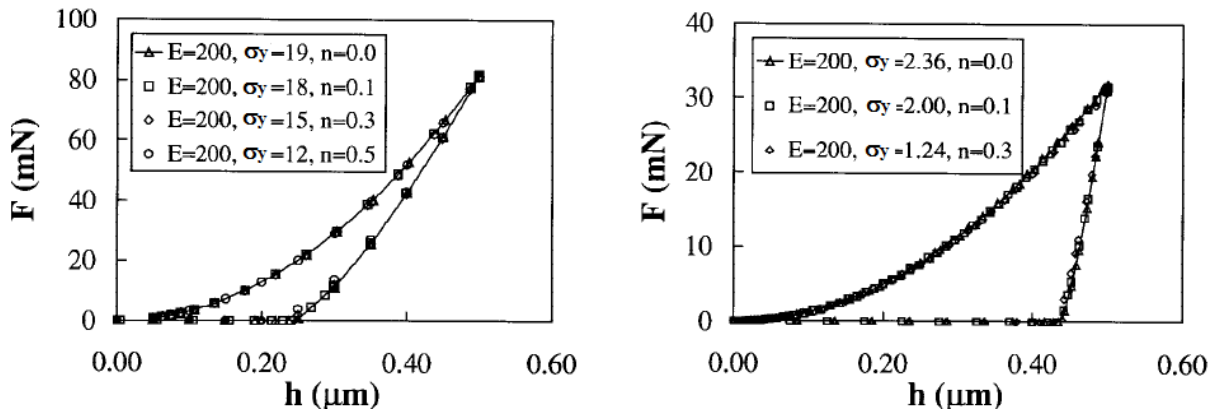 100
80
60
40
20
0
F (mN)
E=200, σy=19, n=0.0
E=200, σy=18, n=0.1
E=200, σy=15, n=0.3
E=200, σy=12, n=0.5
0.00 0.20 0.40 0.60
h (μm)
40
30
20
10
0
F (mN)
E=200, σy=2.36, n=0.0
E=200, σy=2.00, n=0.1
E=200, σy=1.24, n=0.3
0.00 0.20 0.40 0.60
h (μm)